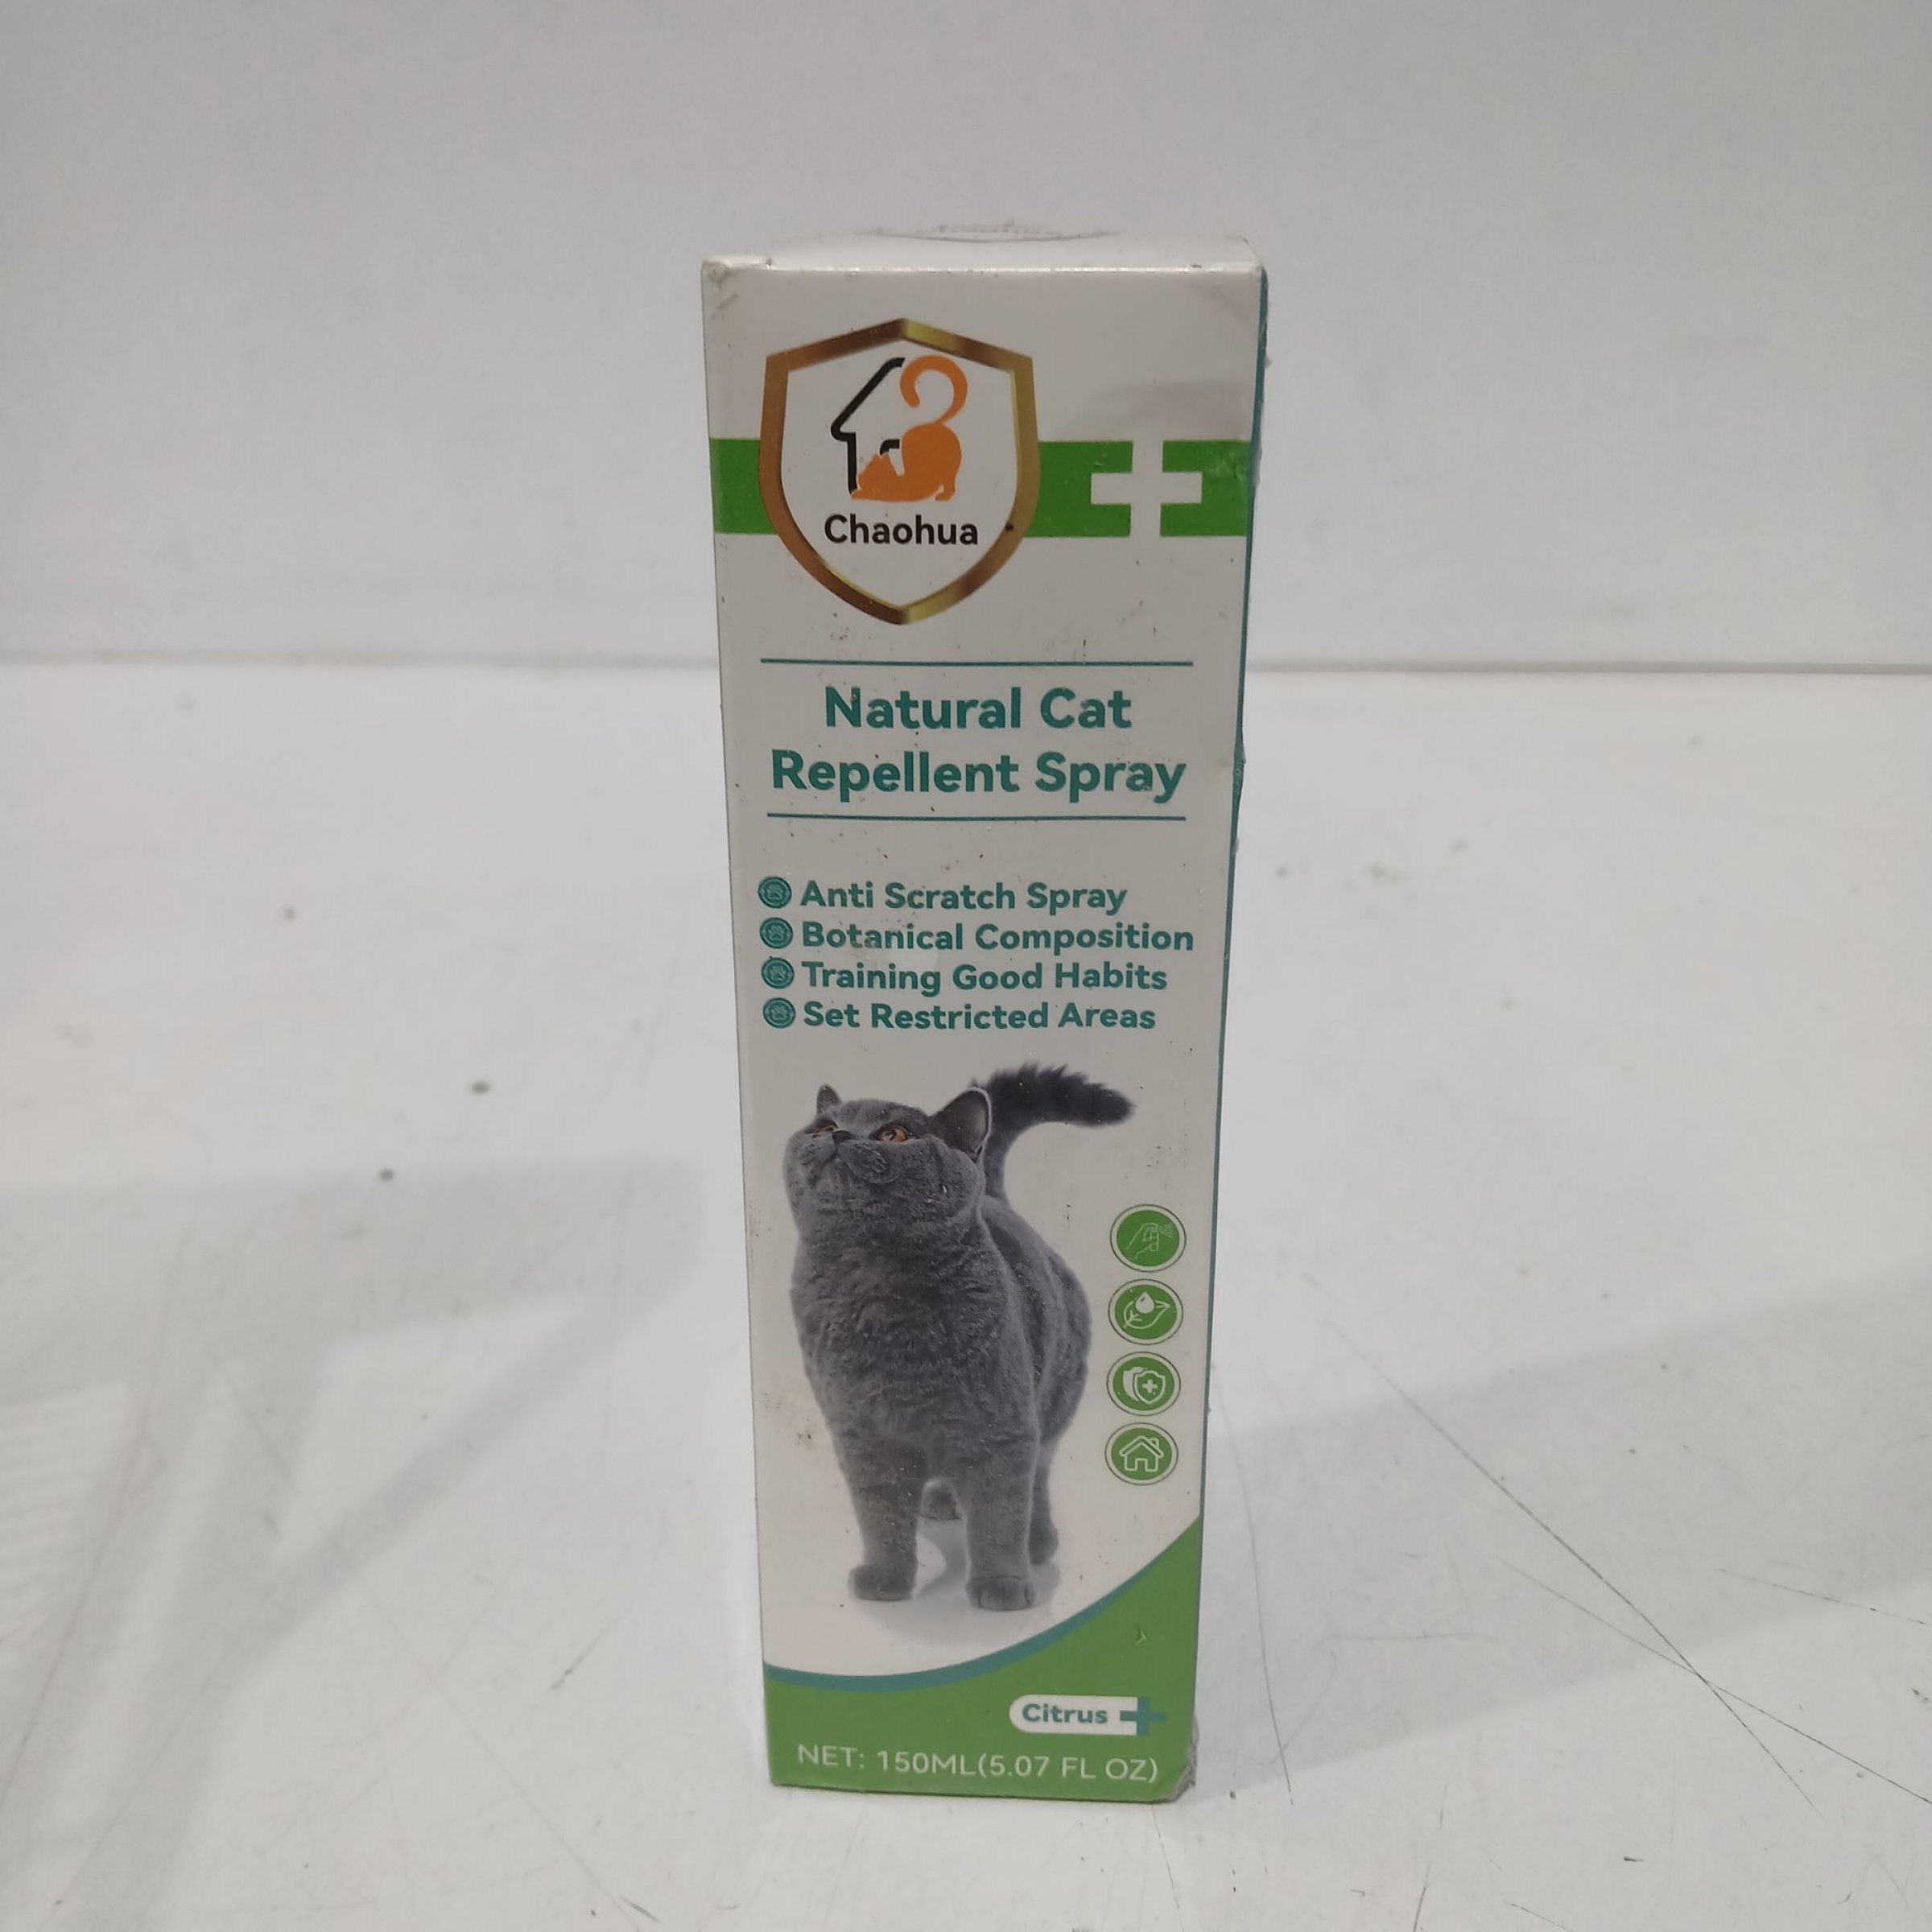 Chaohua
Natural Cat
Repellent Spray
Anti Scratch Spray
Botanical Composition
Training Good Habits
Set Restricted Areas
Citrus
NET: 150ML(5.07 FL OZ)